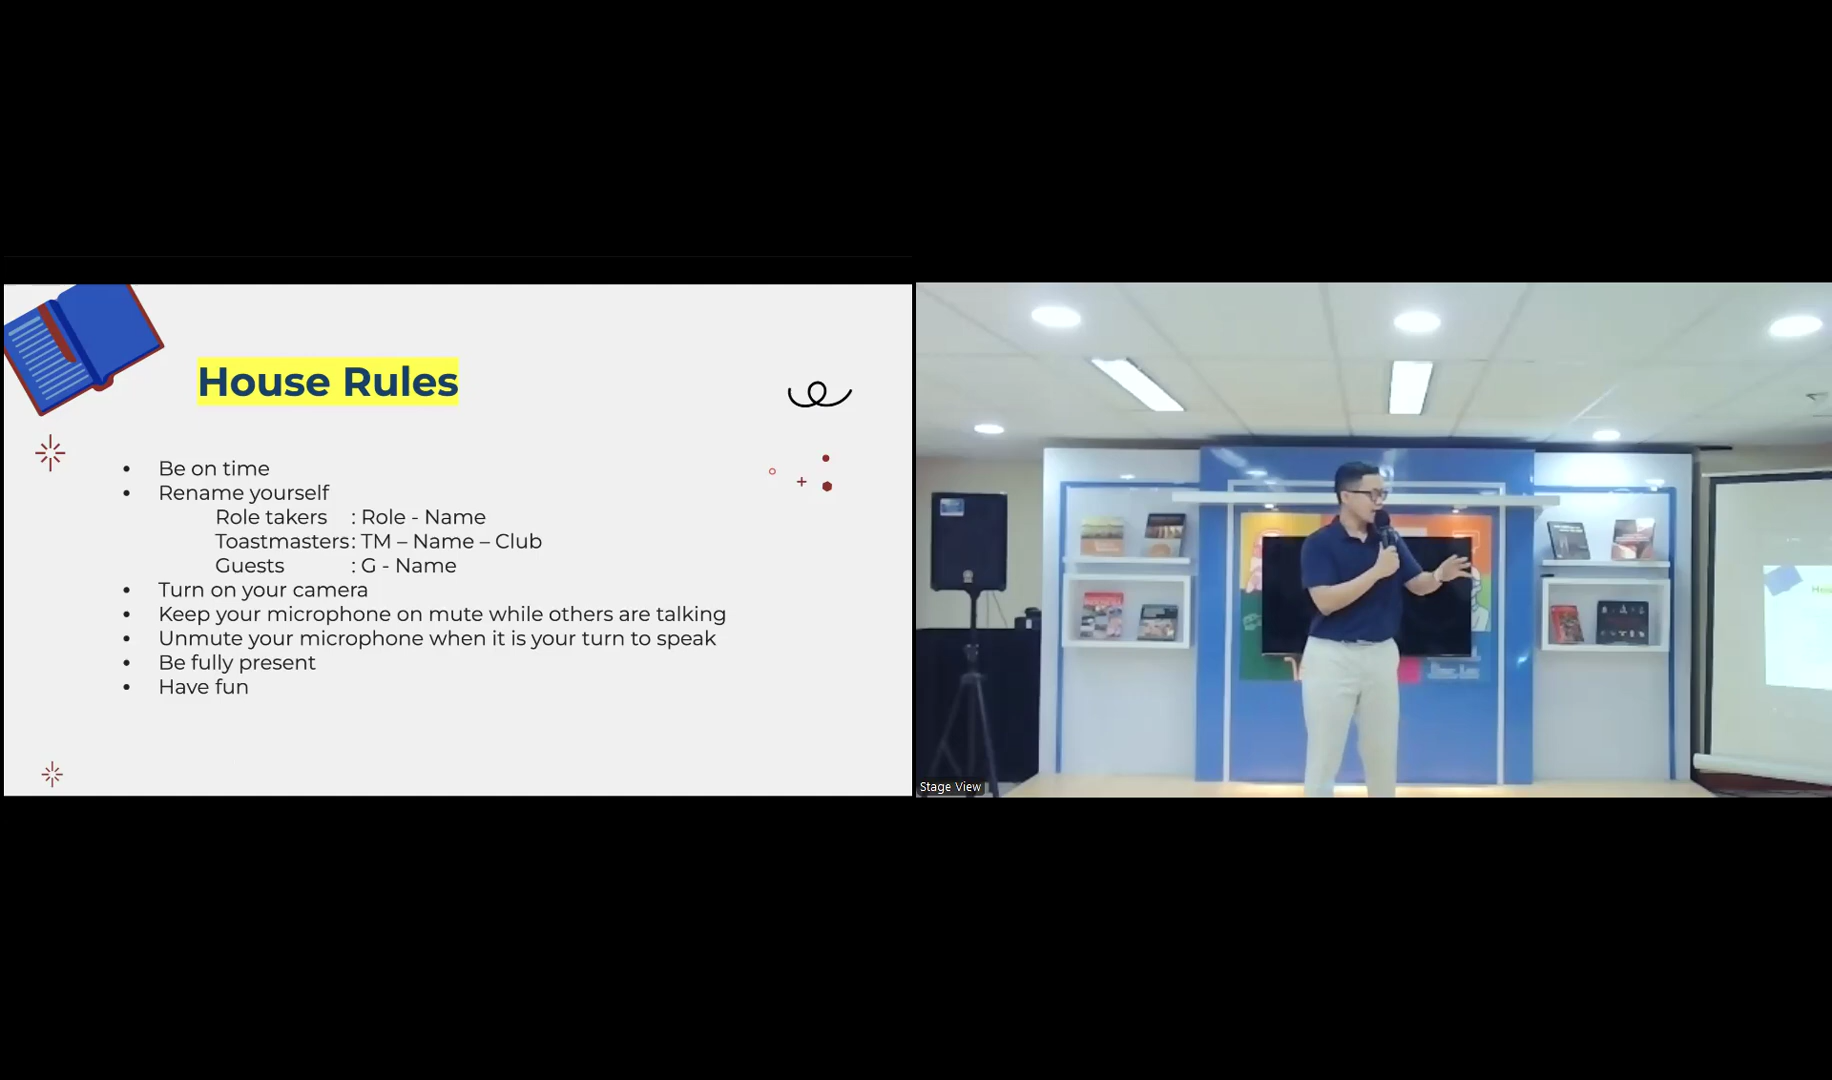 House Rules
• Be on time
• Rename yourself
Role takers : Role - Name
Toastmasters : TM – Name – Club
Guests : G - Name
• Turn on your camera
• Keep your microphone on mute while others are talking
• Unmute your microphone when it is your turn to speak
• Be fully present
• Have fun
Stage View